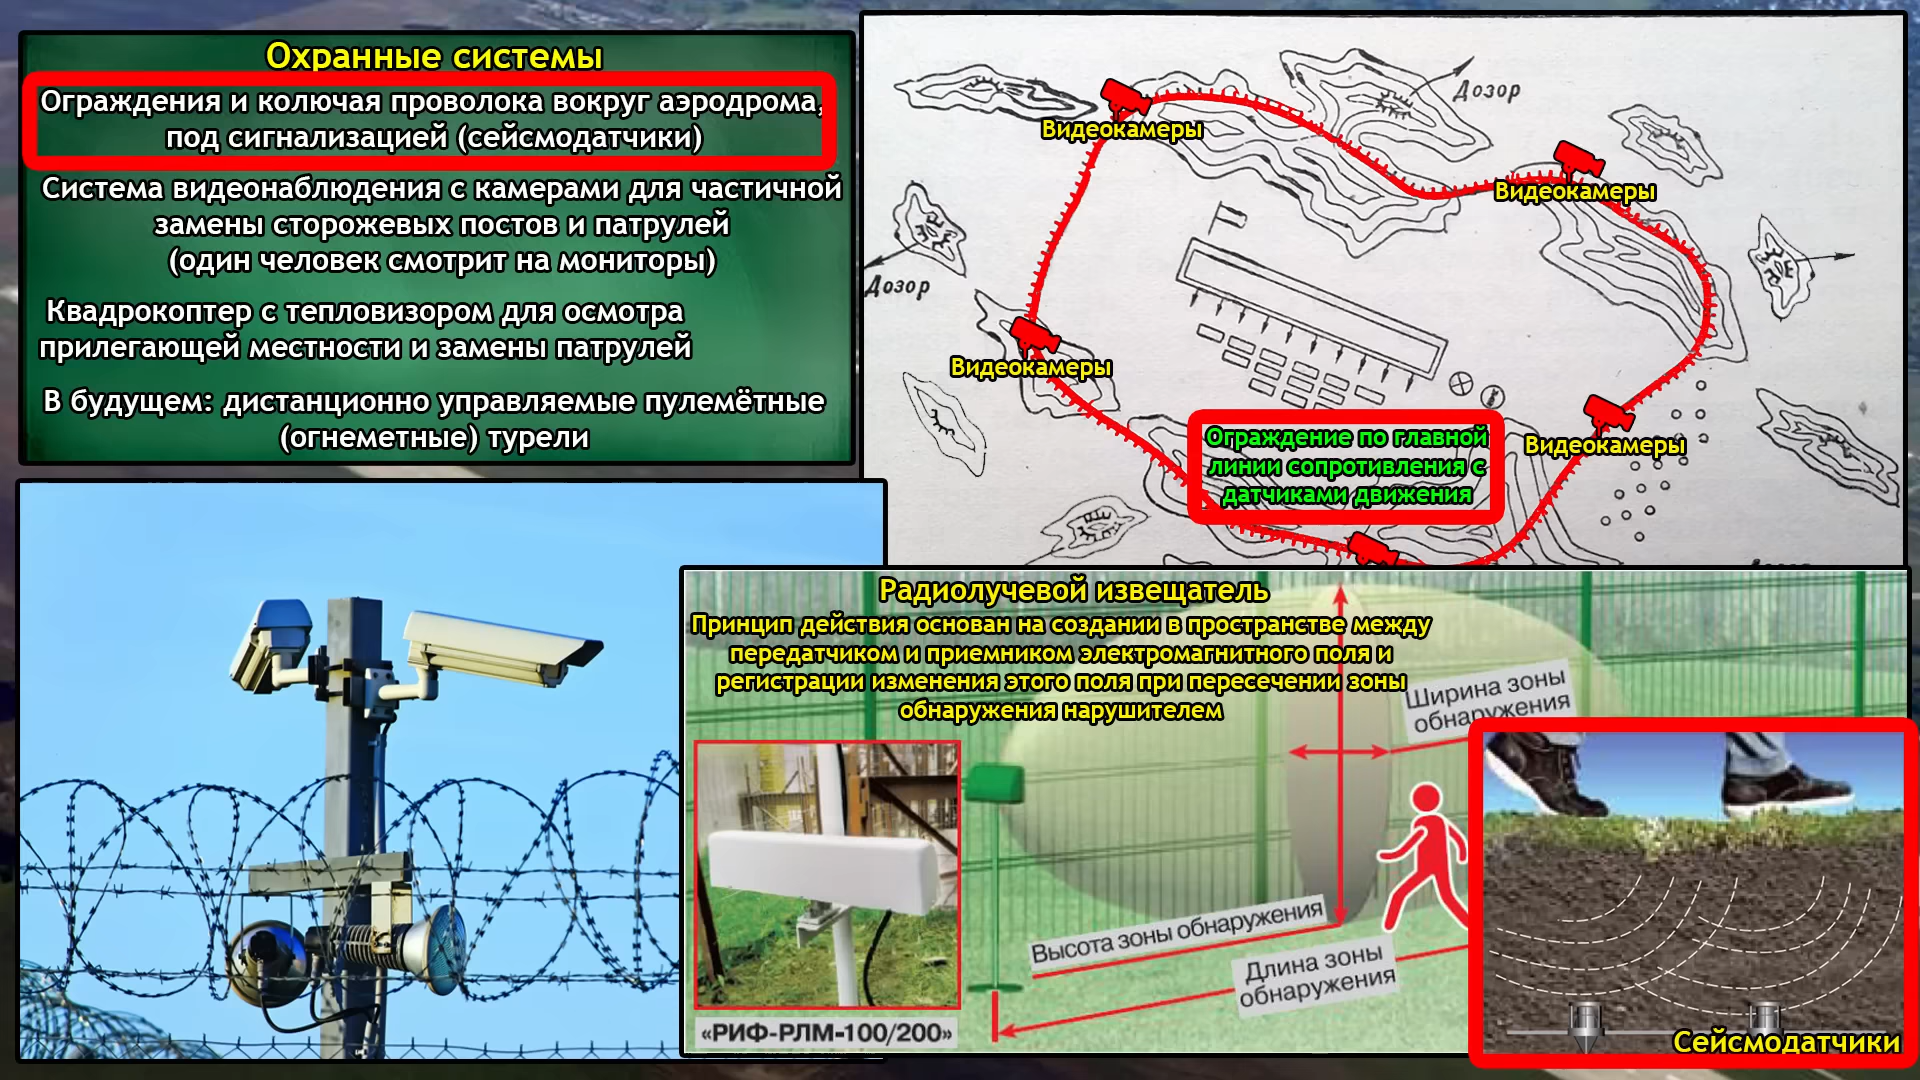 Охранные системы
Ограждения и колючая проволока вокруг аэродрома,
под сигнализацией (сейсмодатчики)
Система видеонаблюдения с камерами для частичной
замены сторожевых постов и патрулей
(один человек смотрит на мониторы)
Квадрокоптер с тепловизором для осмотра
прилегающей местности и замены патрулей
В будущем: дистанционно управляемые пулемётные
(огнеметные) турели
Дозор
Видеокамеры
Видеокамеры
Дозор
Видеокамеры
Видеокамеры
Ограждение по главной
линии сопротивления с
датчиками движения
Радиолучевой извещатель
Принцип действия основан на создании в пространстве между
передатчиком и приемником электромагнитного поля и
регистрации изменения этого поля при пересечении зоны
обнаружения нарушителем
Ширина зоны
обнаружения
Высота зоны обнаружения
Длина зоны
обнаружения
«РИФ-РЛМ-100/200»
Сейсмодатчики